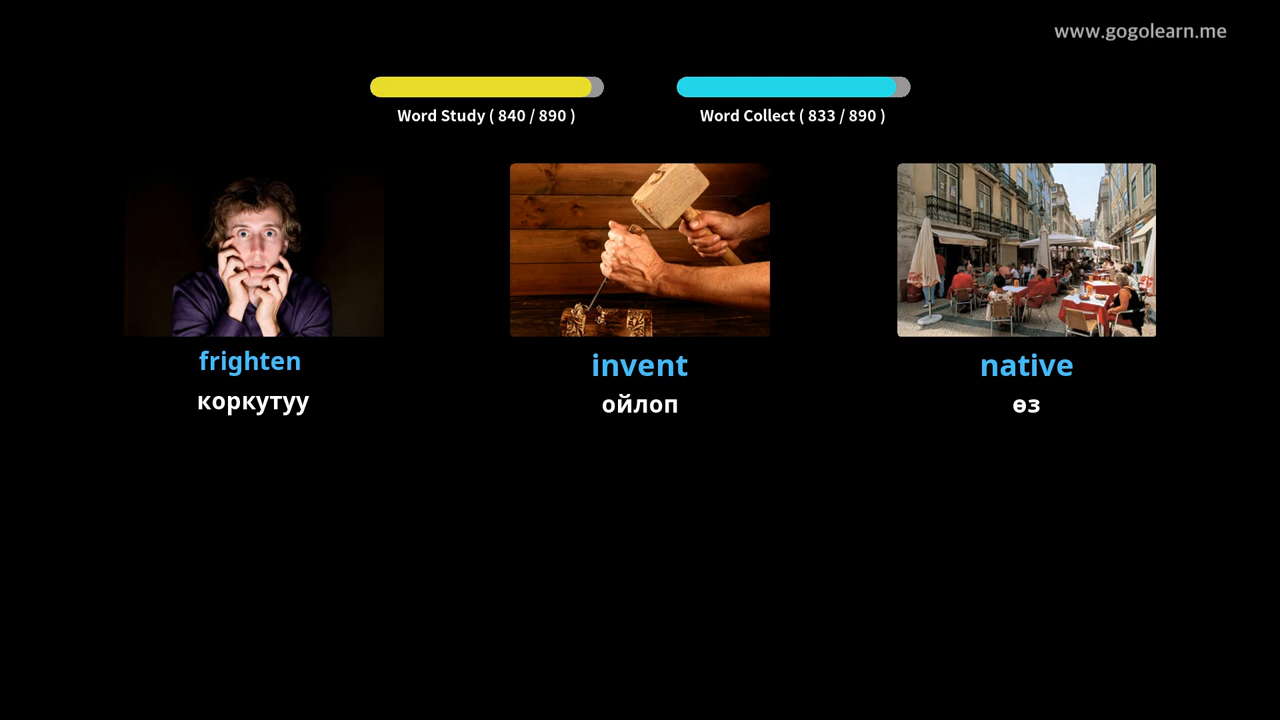 www.gogolearn.me
Word Study ( 840 / 890 )
Word Collect ( 833 / 890 )
frighten
коркутуу
invent
ойлоп
native
өз